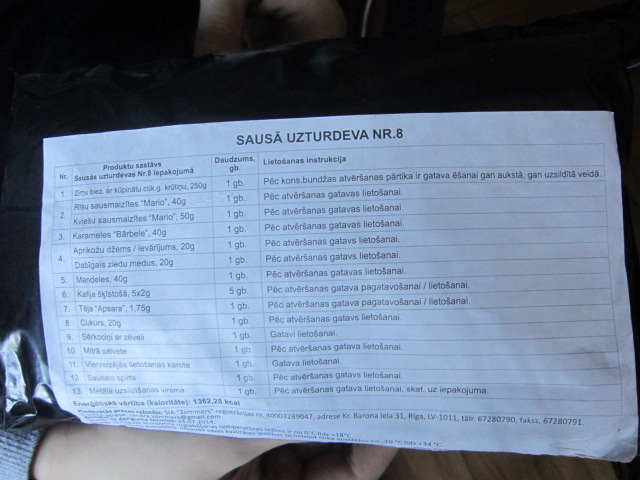 SAUSĀ UZTURDEVA NR.8
Nr. Produktu sastāvs Sausās uzturdevas Nr.8 iepakojumā Daudzums, gb. Lietošanas instrukcija
1. Zirņu biez. ar kūpinātu cūk.g. krūtiņu, 250g 1 gb. Pēc kons.bundžas atvēršanas pārtika ir gatava ēšanai gan aukstā, gan uzsildītā veidā.
2. Rīsu sausmaizītes "Mario", 40g 1 gb. Pēc atvēršanas gatavas lietošanai.
Kviešu sausmaizītes "Mario", 50g 1 gb. Pēc atvēršanas gatavas lietošanai.
3. Karameles "Bārbele", 40g 1 gb. Pēc atvēršanas gatavas lietošanai.
4. Aprikožu džems / ievārījums, 20g 1 gb. Pēc atvēršanas gatavs lietošanai.
Dabīgais ziedu medus, 20g 1 gb. Pēc atvēršanas gatavs lietošanai.
5. Mandeles, 40g 1 gb. Pēc atvēršanas gatavas lietošanai.
6. Kafija šķīstošā, 5x2g 5 gb. Pēc atvēršanas gatava pagatavošanai / lietošanai.
7. Tēja "Apsara", 1,75g 1 gb. Pēc atvēršanas gatava pagatavošanai / lietošanai.
8. Cukurs, 20g 1 gb. Pēc atvēršanas gatavs lietošanai.
9. Sērkociņi ar zēveli 1 gb. Gatavi lietošanai.
10. Mitrā salvete 1 gb. Pēc atvēršanas gatava lietošanai.
11. Vienreizējās lietošanas karote 1 gb. Gatava lietošanai.
12. Sausais spirts 1 gb. Pēc atvēršanas gatavs lietošanai.
13. Metāla uzsildīšanas virsma 1 gb. Pēc atvēršanas gatava lietošanai, skat. uz iepakojuma.
Enerģētiskā vērtība (kaloritāte): 1362,28 kcal
SIA "Zommers" reģistrācijas nr. 40003289047, adrese Kr. Barona iela 31, Rīga, LV-1011, tālr. 67280790, fakss, 67280791.